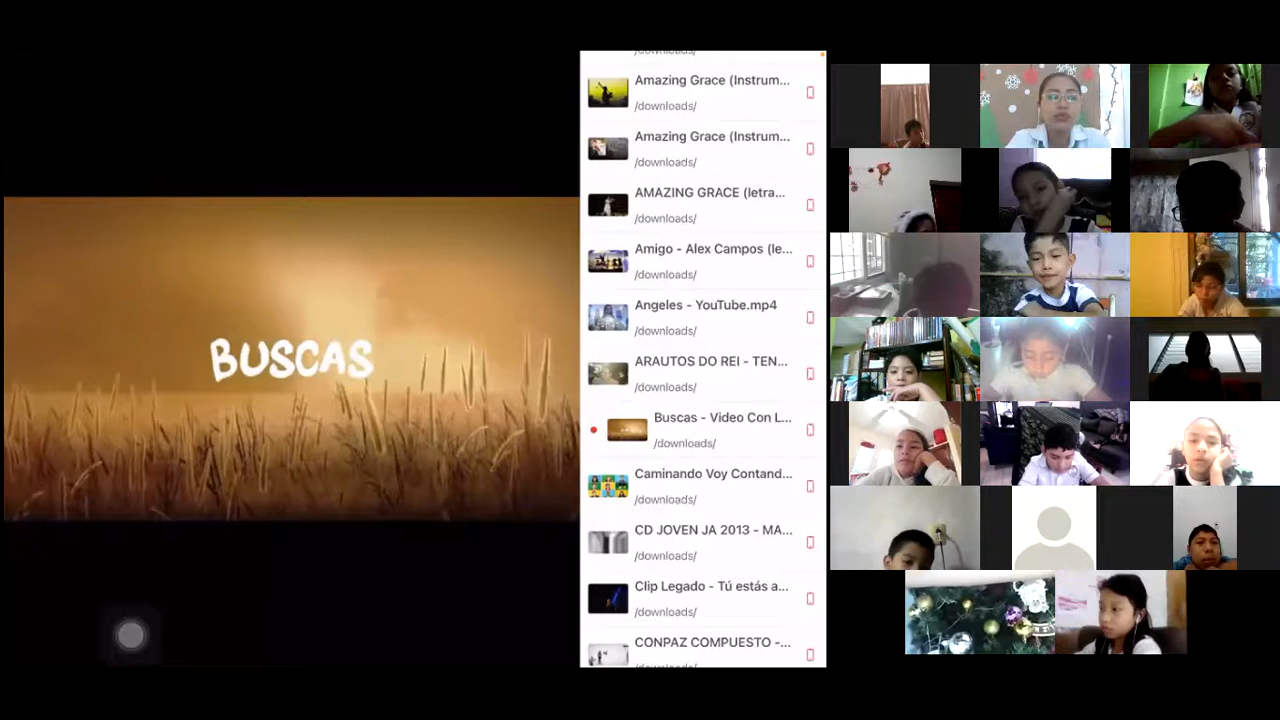 BUSCAS
/downloads/
Amazing Grace (Instrum...
/downloads/
Amazing Grace (Instrum...
/downloads/
AMAZING GRACE (letra...
/downloads/
Amigo - Alex Campos (le...
/downloads/
Angeles - YouTube.mp4
/downloads/
ARAUTOS DO REI - TEN...
/downloads/
Buscas - Video Con L...
/downloads/
Caminando Voy Contand...
/downloads/
CD JOVEN JA 2013 - MA...
/downloads/
Clip Legado - Tú estás a...
/downloads/
CONPAZ COMPUESTO -...
/downloads/